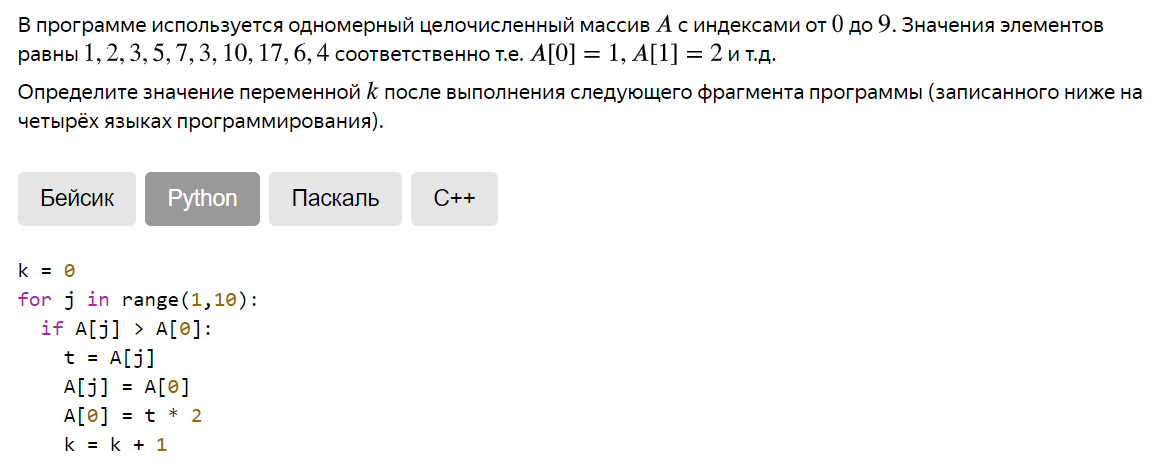 В программе используется одномерный целочисленный массив A с индексами от 0 до 9. Значения элементов
равны 1, 2, 3, 5, 7, 3, 10, 17, 6, 4 соответственно т.е. A[0] = 1, A[1] = 2 и т.д.
Определите значение переменной k после выполнения следующего фрагмента программы (записанного ниже на
четырёх языках программирования).
Бейсик Python Паскаль C++
k = 0
for j in range(1,10):
  if A[j] > A[0]:
    t = A[j]
    A[j] = A[0]
    A[0] = t * 2
    k = k + 1